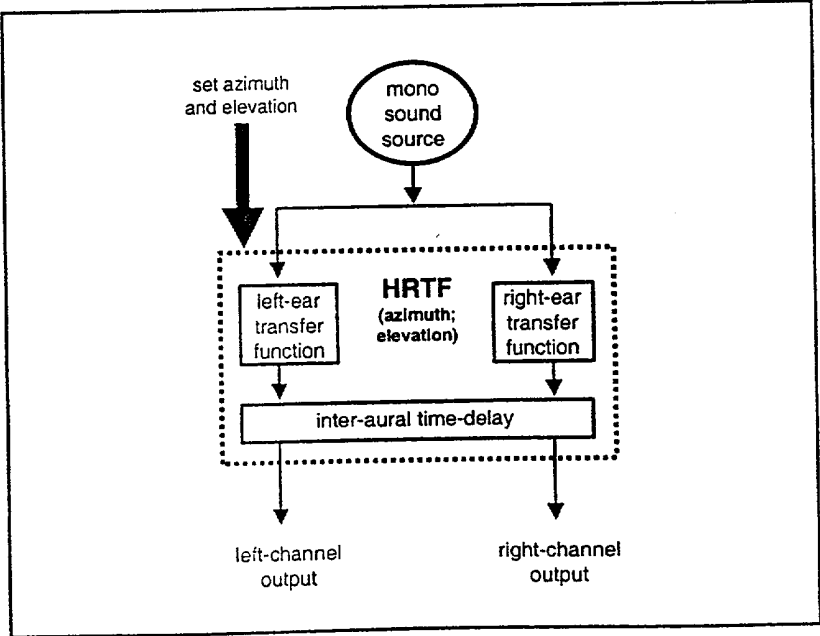 set azimuth
and elevation
mono
sound
source
HRTF
(azimuth;
elevation)
left-ear
transfer
function
right-ear
transfer
function
inter-aural time-delay
left-channel
output
right-channel
output